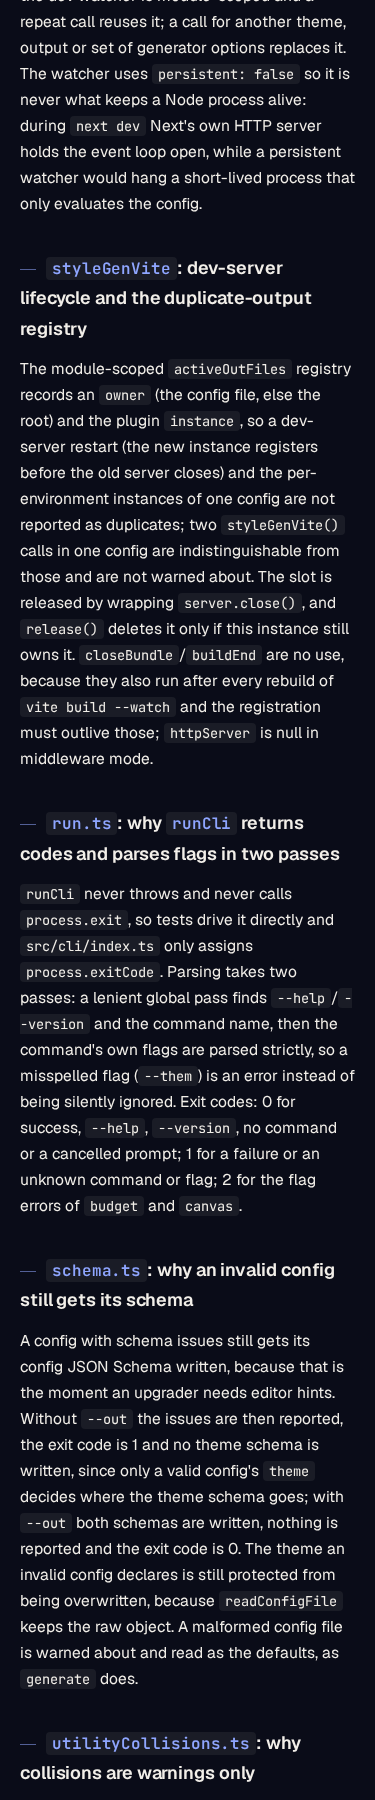 repeat call reuses it; a call for another theme,
output or set of generator options replaces it.
The watcher uses persistent: false so it is
never what keeps a Node process alive:
during next dev Next's own HTTP server
holds the event loop open, while a persistent
watcher would hang a short-lived process that
only evaluates the config.
— styleGenVite: dev-server
lifecycle and the duplicate-output
registry
The module-scoped activeOutFiles registry
records an owner (the config file, else the
root) and the plugin instance, so a dev-
server restart (the new instance registers
before the old server closes) and the per-
environment instances of one config are not
reported as duplicates; two styleGenVite()
calls in one config are indistinguishable from
those and are not warned about. The slot is
released by wrapping server.close(), and
release() deletes it only if this instance still
owns it. closeBundle/buildEnd are no use,
because they also run after every rebuild of
vite build --watch and the registration
must outlive those; httpServer is null in
middleware mode.
— run.ts: why runCli returns
codes and parses flags in two passes
runCli never throws and never calls
process.exit, so tests drive it directly and
src/cli/index.ts only assigns
process.exitCode. Parsing takes two
passes: a lenient global pass finds --help/-
-version and the command name, then the
command's own flags are parsed strictly, so a
misspelled flag (--them) is an error instead of
being silently ignored. Exit codes: 0 for
success, --help, --version, no command
or a cancelled prompt; 1 for a failure or an
unknown command or flag; 2 for the flag
errors of budget and canvas.
— schema.ts: why an invalid config
still gets its schema
A config with schema issues still gets its
config JSON Schema written, because that is
the moment an upgrader needs editor hints.
Without --out the issues are then reported,
the exit code is 1 and no theme schema is
written, since only a valid config's theme
decides where the theme schema goes; with
--out both schemas are written, nothing is
reported and the exit code is 0. The theme an
invalid config declares is still protected from
being overwritten, because readConfigFile
keeps the raw object. A malformed config file
is warned about and read as the defaults, as
generate does.
— utilityCollisions.ts: why
collisions are warnings only